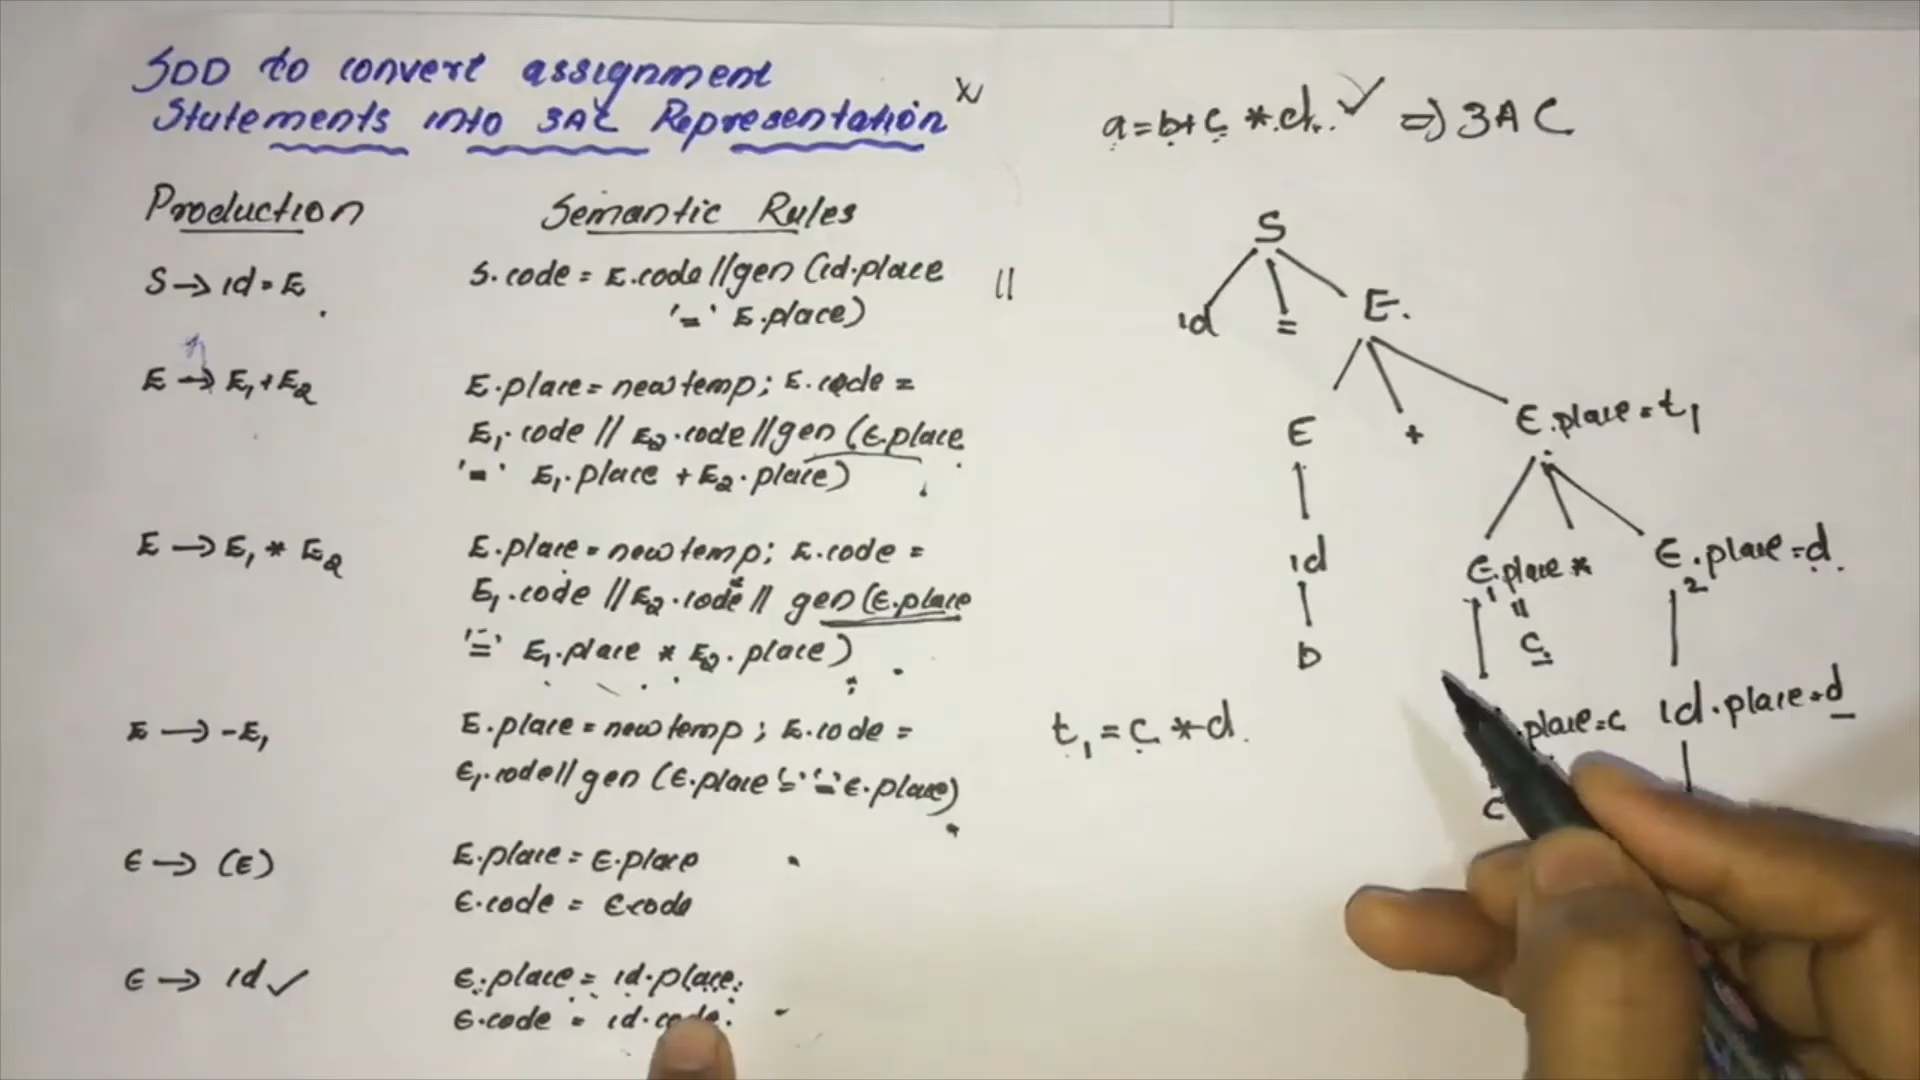 SDD to convert assignment
Statements into 3AC Representation
Production Semantic Rules
S → id = E S.code = E.code // gen (id.place
'=' E.place)
E → E1 + E2 E.place = newtemp; E.code =
E1.code // E2.code // gen (E.place
'=' E1.place + E2.place)
E → E1 * E2 E.place = newtemp; E.code =
E1.code // E2.code // gen (E.place
'=' E1.place * E2.place)
E → -E1 E.place = newtemp; E.code =
E1.code // gen (E.place '=' '-' E.place)
E → (E) E.place = E.place
E.code = E.code
E → id ✓ E.place = id.place
E.code = id.code
a = b + c * d ✓ ⇒ 3AC
S
id = E
E + E.place = t1
id E1.place * E2.place = d
b c
.place = c id.place = d
c
t1 = c * d